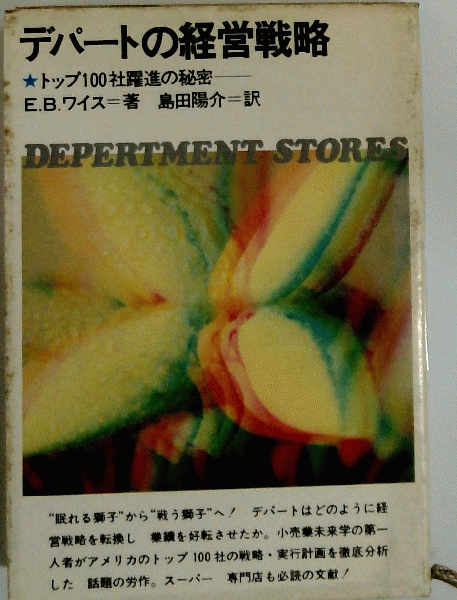 デパートの経営戦略
★トップ100社躍進の秘密──
E.B.ワイス=著 島田陽介=訳
DEPERTMENT STORES
“眠れる獅子”から“戦う獅子”へ! デパートはどのように経
営戦略を転換し 業績を好転させたか。小売業未来学の第一
人者がアメリカのトップ100社の戦略・実行計画を徹底分析
した 話題の労作。スーパー 専門店も必読の文献!